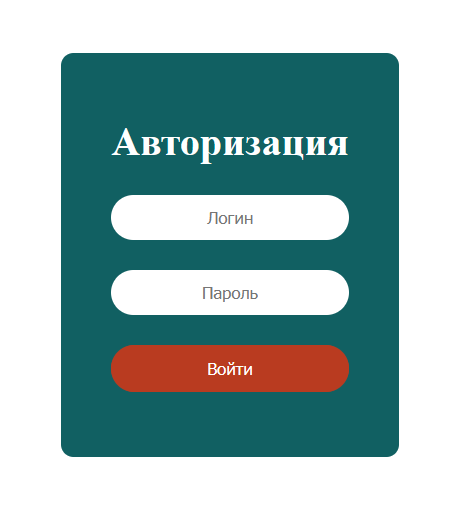 Авторизация
Логин
Пароль
Войти